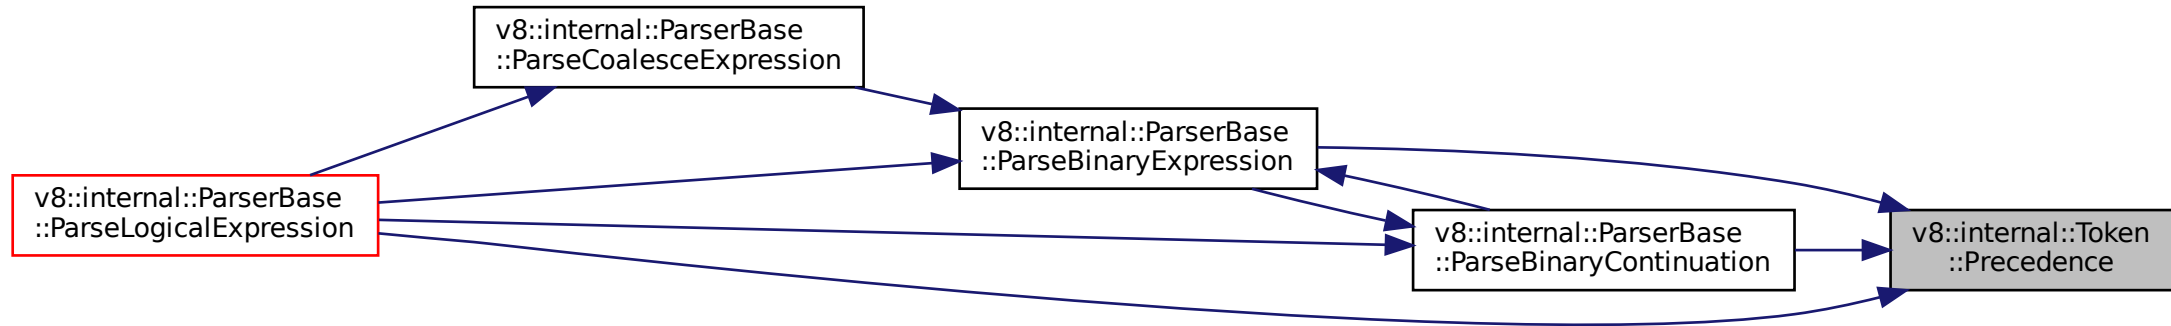 v8::internal::ParserBase
::ParseCoalesceExpression
v8::internal::ParserBase
::ParseBinaryExpression
v8::internal::ParserBase
::ParseLogicalExpression
v8::internal::ParserBase
::ParseBinaryContinuation
v8::internal::Token
::Precedence